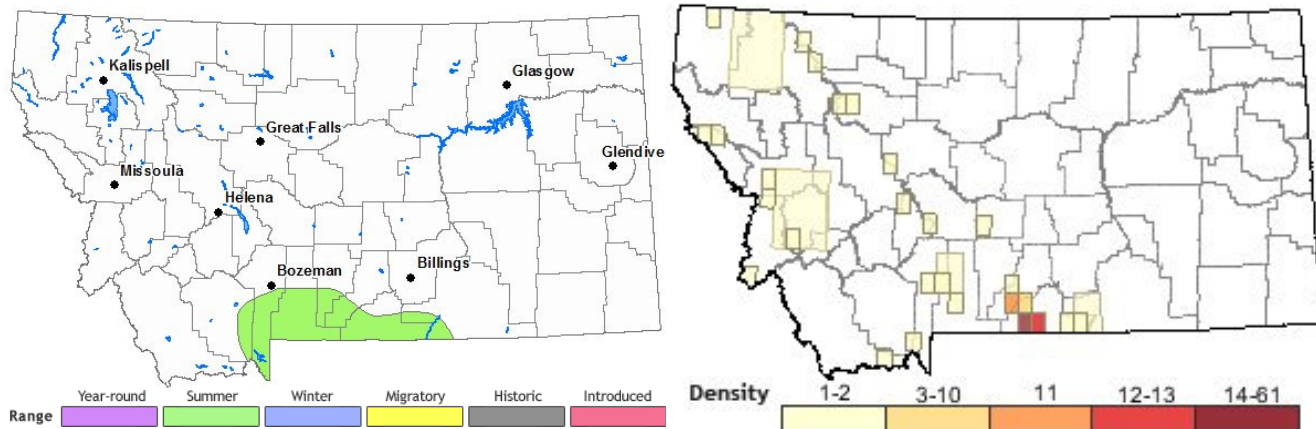 Kalispell
Glasgow
Great Falls
Glendive
Missoula
Helena
Bozeman
Billings
Year-round Summer Winter Migratory Historic Introduced
Range
Density 1-2 3-10 11 12-13 14-61